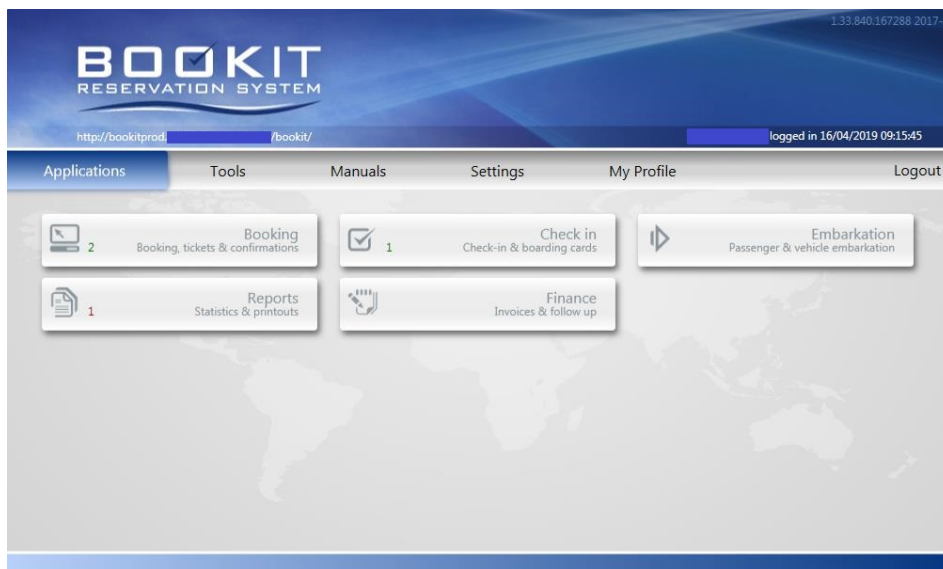 1.33.840.167288 2017-
BOOKIT
RESERVATION SYSTEM
http://bookitprod. /bookit/
logged in 16/04/2019 09:15:45
Applications Tools Manuals Settings My Profile Logout
Booking
2 Booking, tickets & confirmations
Check in
1 Check-in & boarding cards
Embarkation
Passenger & vehicle embarkation
Reports
1 Statistics & printouts
Finance
Invoices & follow up